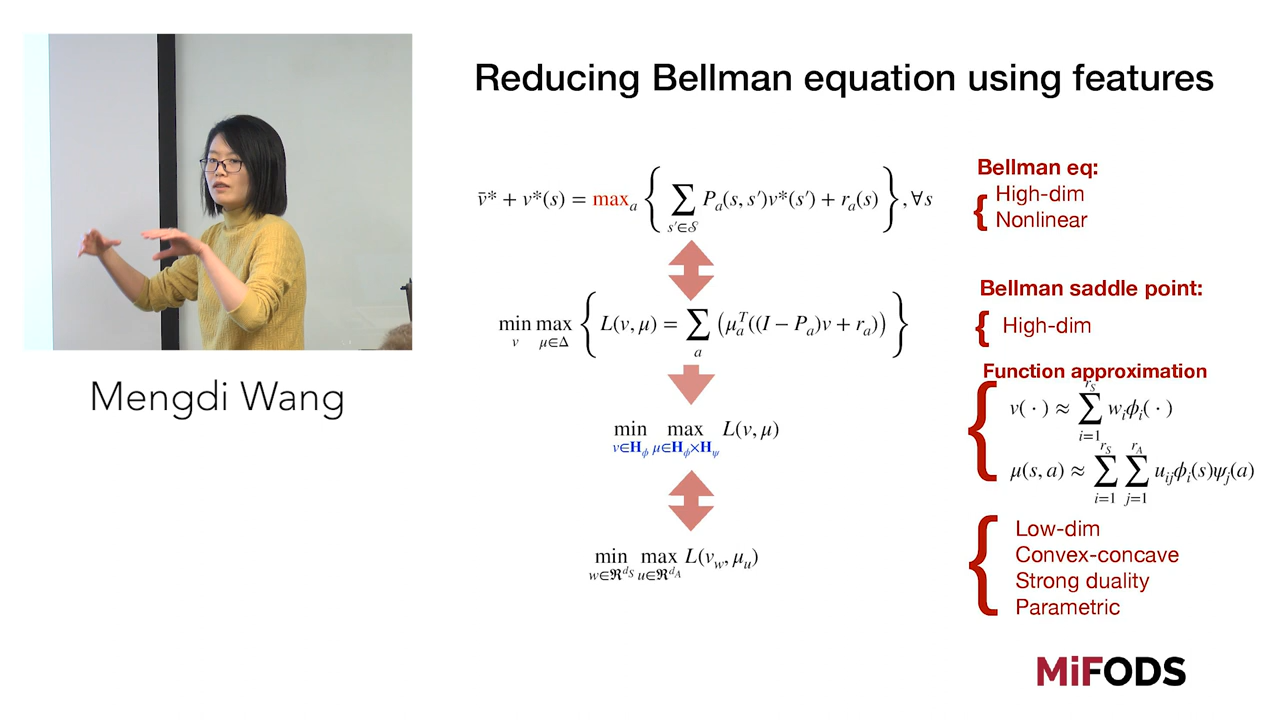 Reducing Bellman equation using features
v̄* + v*(s) = max_a { ∑_{s'∈𝒮} P_a(s, s')v*(s') + r_a(s) }, ∀s
Bellman eq:
{ High-dim
Nonlinear
min_v max_{μ∈Δ} { L(v, μ) = ∑_a (μ_a^T((I − P_a)v + r_a)) }
Bellman saddle point:
{ High-dim
Function approximation
{ v( · ) ≈ ∑_{i=1}^{r_S} w_iϕ_i( · )
μ(s, a) ≈ ∑_{i=1}^{r_S} ∑_{j=1}^{r_A} u_{ij}ϕ_i(s)ψ_j(a)
min_{v∈H_ϕ} max_{μ∈H_ϕ×H_ψ} L(v, μ)
min_{w∈ℜ^{d_S}} max_{u∈ℜ^{d_A}} L(v_w, μ_u)
{ Low-dim
Convex-concave
Strong duality
Parametric
Mengdi Wang
MiFODS